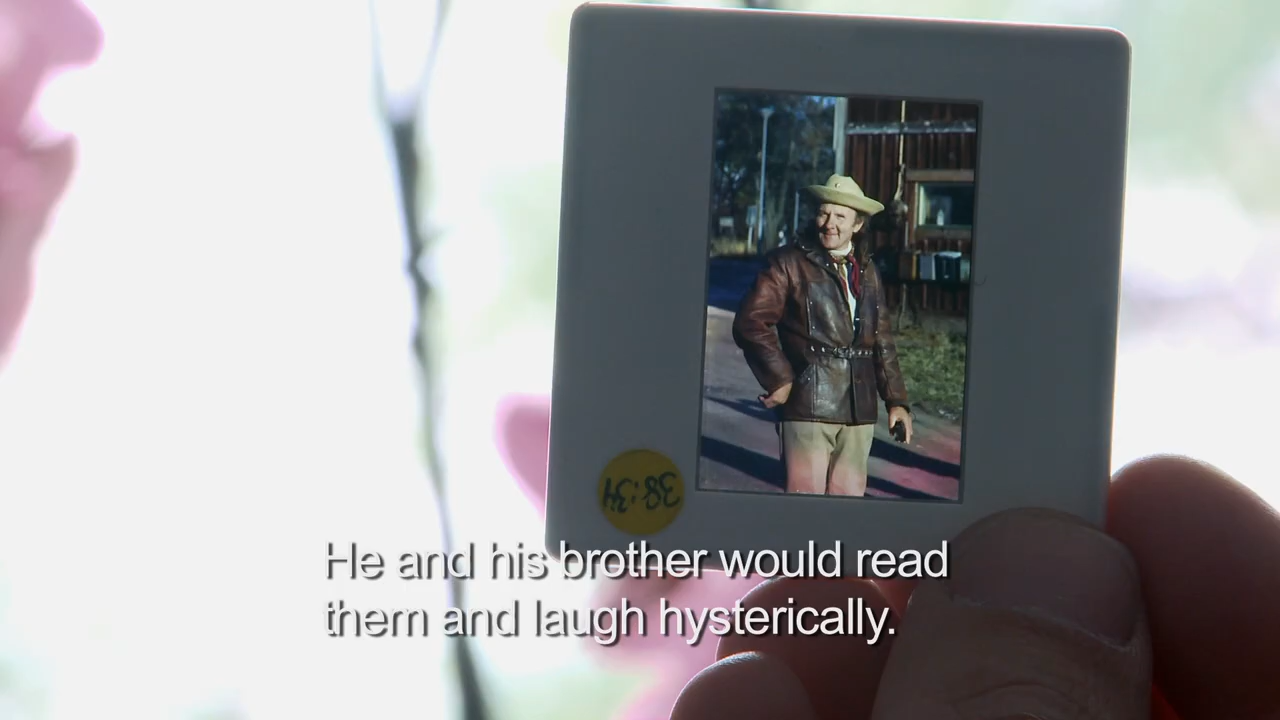 38:34
He and his brother would read
them and laugh hysterically.